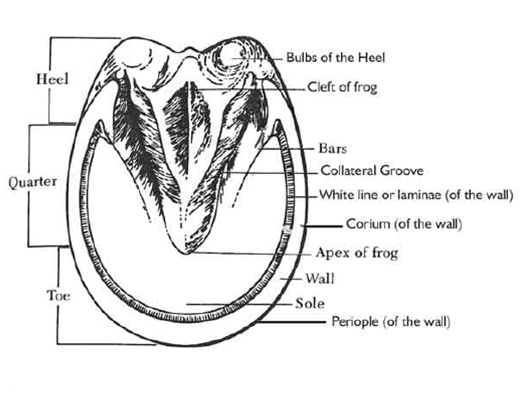 Bulbs of the Heel
Heel
Cleft of frog
Bars
Collateral Groove
Quarter
White line or laminae (of the wall)
Corium (of the wall)
Apex of frog
Wall
Toe
Sole
Periople (of the wall)